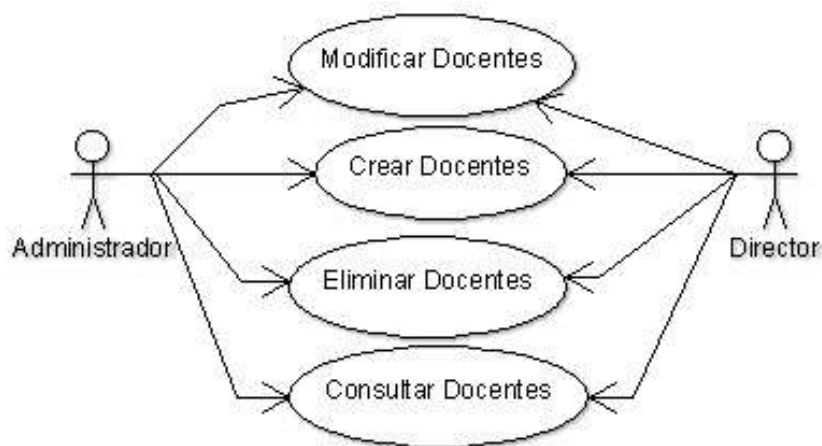 Modificar Docentes
Crear Docentes
Administrador
Director
Eliminar Docentes
Consultar Docentes